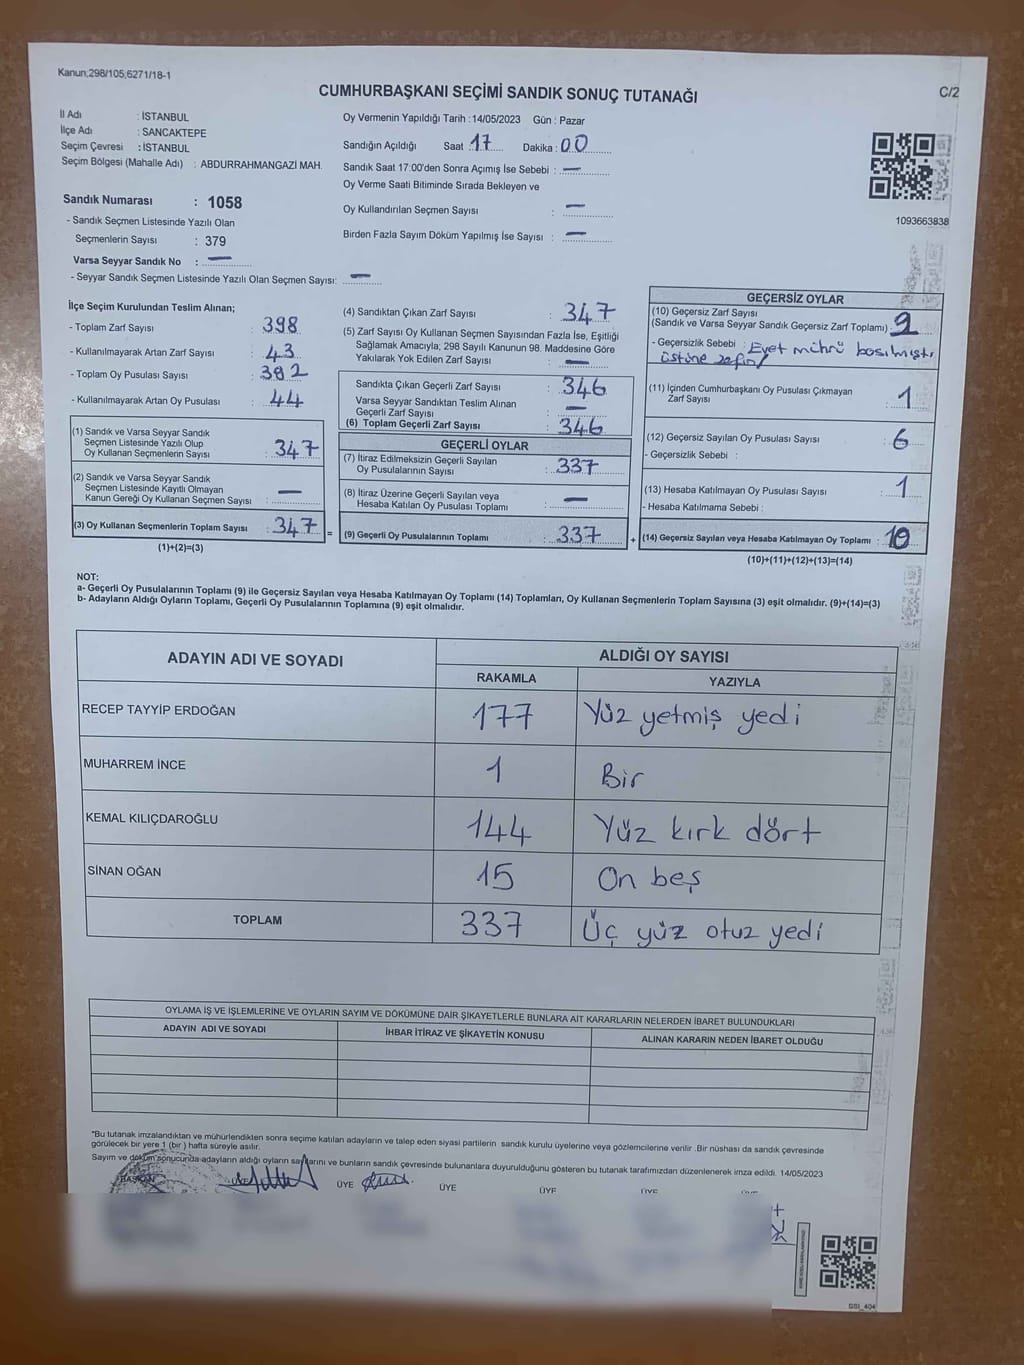 Kanun;298/105;6271/18-1
C/2
CUMHURBAŞKANI SEÇİMİ SANDIK SONUÇ TUTANAĞI
İl Adı : İSTANBUL
İlçe Adı : SANCAKTEPE
Seçim Çevresi : İSTANBUL
Seçim Bölgesi (Mahalle Adı) : ABDURRAHMANGAZİ MAH.
Sandık Numarası : 1058
- Sandık Seçmen Listesinde Yazılı Olan
Seçmenlerin Sayısı : 379
Varsa Seyyar Sandık No : —
- Seyyar Sandık Seçmen Listesinde Yazılı Olan Seçmen Sayısı: —
Oy Vermenin Yapıldığı Tarih :14/05/2023 Gün : Pazar
Sandığın Açıldığı Saat 17 Dakika : 00
Sandık Saat 17:00'den Sonra Açımış İse Sebebi : —
Oy Verme Saati Bitiminde Sırada Bekleyen ve
Oy Kullandırılan Seçmen Sayısı : —
Birden Fazla Sayım Döküm Yapılmış İse Sayısı : —
1093663838
İlçe Seçim Kurulundan Teslim Alınan;
- Toplam Zarf Sayısı : 398
- Kullanılmayarak Artan Zarf Sayısı : 43
- Toplam Oy Pusulası Sayısı : 392
- Kullanılmayarak Artan Oy Pusulası : 44
(1) Sandık ve Varsa Seyyar Sandık
Seçmen Listesinde Yazılı Olup
Oy Kullanan Seçmenlerin Sayısı : 347
(2) Sandık ve Varsa Seyyar Sandık
Seçmen Listesinde Kayıtlı Olmayan
Kanun Gereği Oy Kullanan Seçmen Sayısı : —
(3) Oy Kullanan Seçmenlerin Toplam Sayısı : 347 =
(1)+(2)=(3)
(4) Sandıktan Çıkan Zarf Sayısı : 347
(5) Zarf Sayısı Oy Kullanan Seçmen Sayısından Fazla İse, Eşitliği
Sağlamak Amacıyla; 298 Sayılı Kanunun 98. Maddesine Göre
Yakılarak Yok Edilen Zarf Sayısı : —
Sandıkta Çıkan Geçerli Zarf Sayısı : 346
Varsa Seyyar Sandıktan Teslim Alınan
Geçerli Zarf Sayısı : —
(6) Toplam Geçerli Zarf Sayısı : 346
GEÇERLİ OYLAR
(7) İtiraz Edilmeksizin Geçerli Sayılan
Oy Pusulalarının Sayısı : 337
(8) İtiraz Üzerine Geçerli Sayılan veya
Hesaba Katılan Oy Pusulası Toplamı : —
(9) Geçerli Oy Pusulalarının Toplamı : 337 +
GEÇERSİZ OYLAR
(10) Geçersiz Zarf Sayısı
(Sandık ve Varsa Seyyar Sandık Geçersiz Zarf Toplamı) : 2
- Geçersizlik Sebebi : Evet mührü basılmıştı
üstüne zarfın
(11) İçinden Cumhurbaşkanı Oy Pusulası Çıkmayan
Zarf Sayısı : 1
(12) Geçersiz Sayılan Oy Pusulası Sayısı : 6
- Geçersizlik Sebebi :
(13) Hesaba Katılmayan Oy Pusulası Sayısı : 1
- Hesaba Katılmama Sebebi :
(14) Geçersiz Sayılan veya Hesaba Katılmayan Oy Toplamı : 10
(10)+(11)+(12)+(13)=(14)
NOT:
a- Geçerli Oy Pusulalarının Toplamı (9) ile Geçersiz Sayılan veya Hesaba Katılmayan Oy Toplamı (14) Toplamları, Oy Kullanan Seçmenlerin Toplam Sayısına (3) eşit olmalıdır. (9)+(14)=(3)
b- Adayların Aldığı Oyların Toplamı, Geçerli Oy Pusulalarının Toplamına (9) eşit olmalıdır.
ADAYIN ADI VE SOYADI ALDIĞI OY SAYISI
RAKAMLA YAZIYLA
RECEP TAYYİP ERDOĞAN 177 Yüz yetmiş yedi
MUHARREM İNCE 1 Bir
KEMAL KILIÇDAROĞLU 144 Yüz kırk dört
SİNAN OĞAN 15 On beş
TOPLAM 337 Üç yüz otuz yedi
OYLAMA İŞ VE İŞLEMLERİNE VE OYLARIN SAYIM VE DÖKÜMÜNE DAİR ŞİKAYETLERLE BUNLARA AİT KARARLARIN NELERDEN İBARET BULUNDUKLARI
ADAYIN ADI VE SOYADI İHBAR İTİRAZ VE ŞİKAYETİN KONUSU ALINAN KARARIN NEDEN İBARET OLDUĞU
*Bu tutanak imzalandıktan ve mühürlendikten sonra seçime katılan adayların ve talep eden siyasi partilerin sandık kurulu üyelerine veya gözlemcilerine verilir .Bir nüshası da sandık çevresinde
görülecek bir yere 1 (bir ) hafta süreyle asılır.
Sayım ve döküm sonucunda adayların aldığı oyların sayılarını ve bunların sandık çevresinde bulunanlara duyurulduğunu gösteren bu tutanak tarafımızdan düzenlenerek imza edildi. 14/05/2023
BAŞKAN ÜYE ÜYE ÜYE ÜYE ÜYE